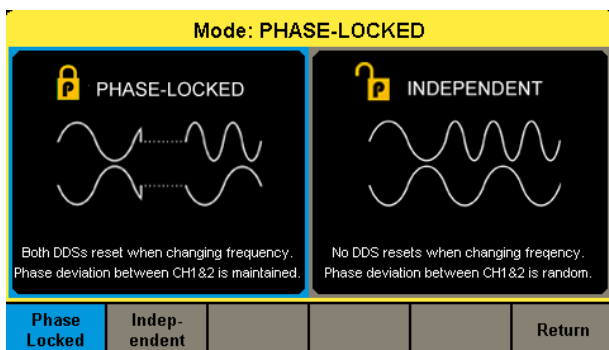 Mode: PHASE-LOCKED
P PHASE-LOCKED
Both DDSs reset when changing frequency.
Phase deviation between CH1&2 is maintained.
P INDEPENDENT
No DDS resets when changing freqency.
Phase deviation between CH1&2 is random.
Phase
Locked
Indep-
endent
Return